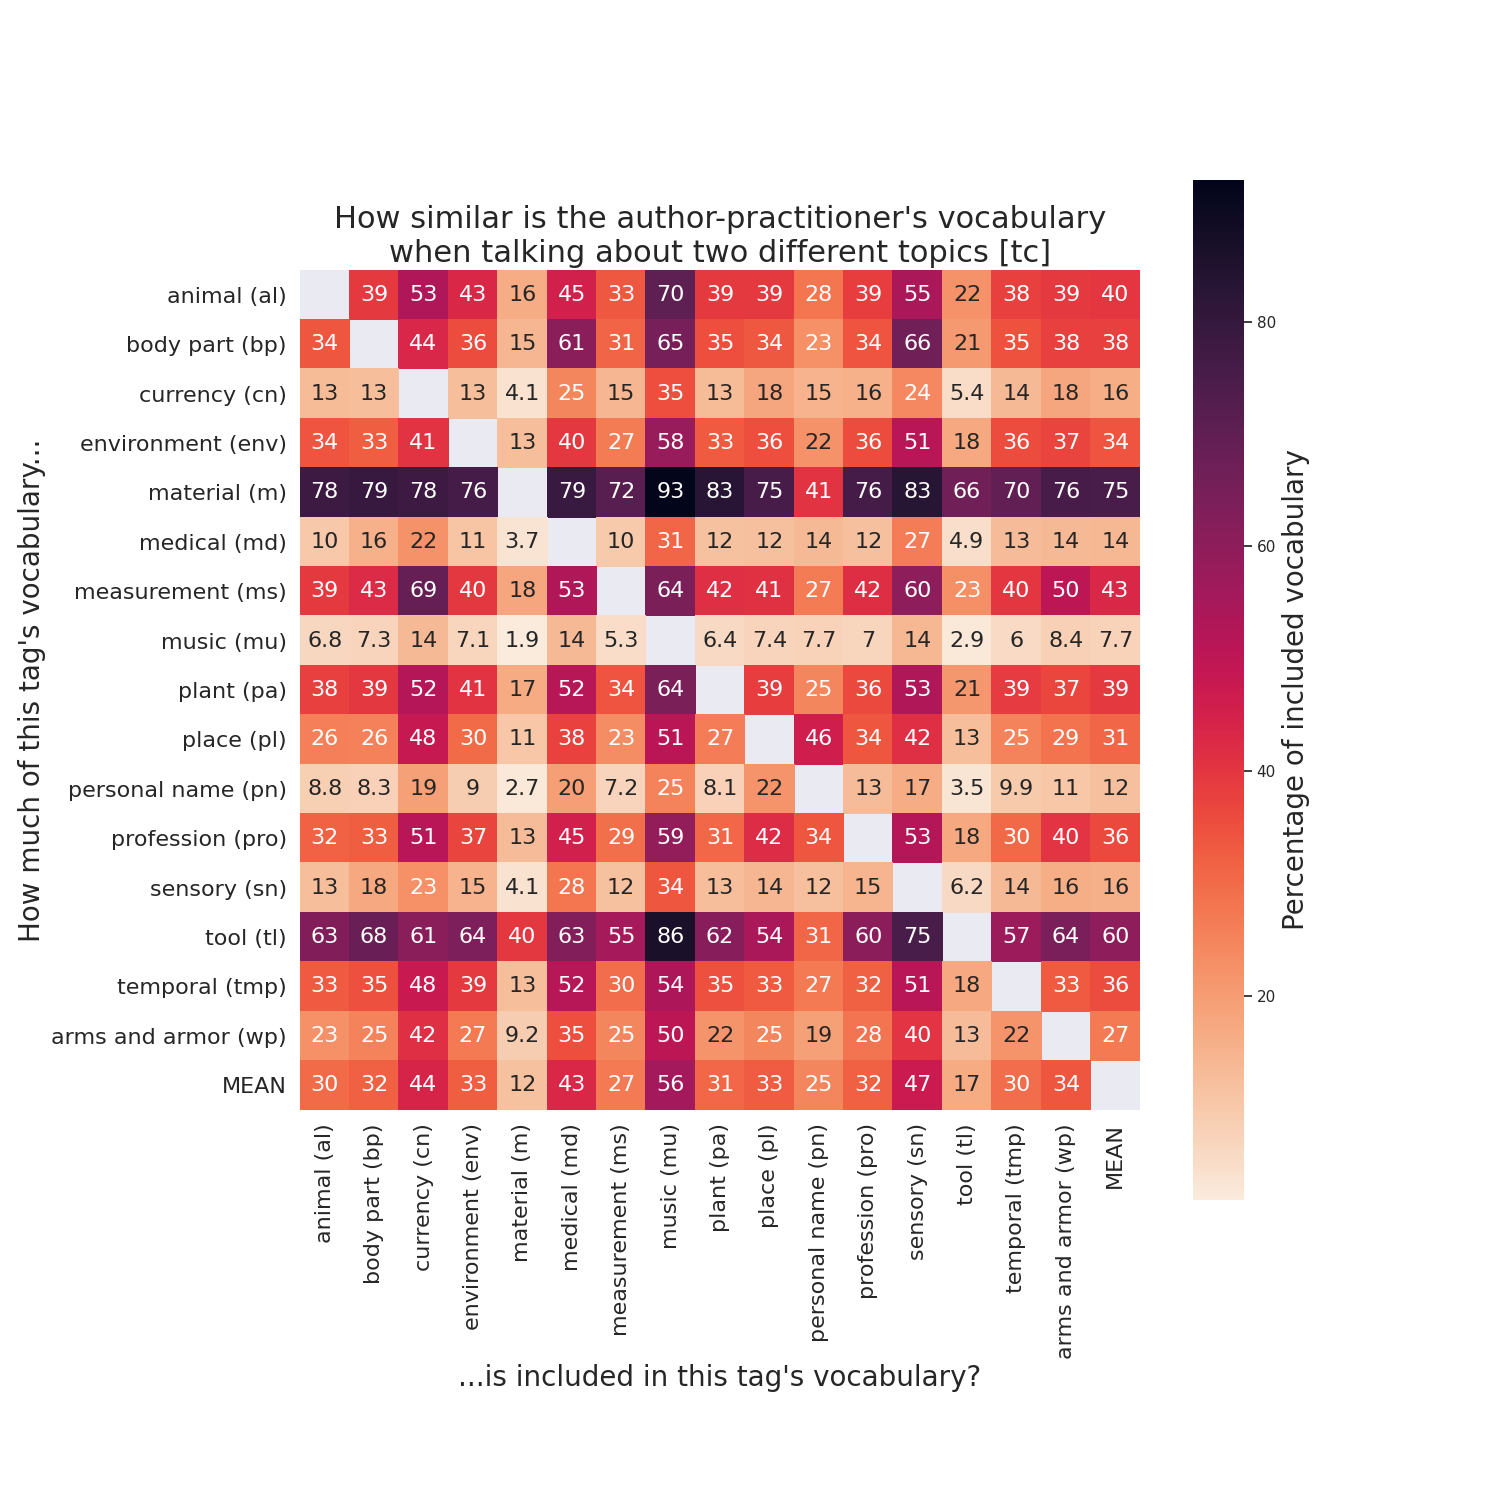 How similar is the author-practitioner's vocabulary
when talking about two different topics [tc]
How much of this tag's vocabulary...
animal (al) 39 53 43 16 45 33 70 39 39 28 39 55 22 38 39 40
body part (bp) 34 44 36 15 61 31 65 35 34 23 34 66 21 35 38 38
currency (cn) 13 13 13 4.1 25 15 35 13 18 15 16 24 5.4 14 18 16
environment (env) 34 33 41 13 40 27 58 33 36 22 36 51 18 36 37 34
material (m) 78 79 78 76 79 72 93 83 75 41 76 83 66 70 76 75
medical (md) 10 16 22 11 3.7 10 31 12 12 14 12 27 4.9 13 14 14
measurement (ms) 39 43 69 40 18 53 64 42 41 27 42 60 23 40 50 43
music (mu) 6.8 7.3 14 7.1 1.9 14 5.3 6.4 7.4 7.7 7 14 2.9 6 8.4 7.7
plant (pa) 38 39 52 41 17 52 34 64 39 25 36 53 21 39 37 39
place (pl) 26 26 48 30 11 38 23 51 27 46 34 42 13 25 29 31
personal name (pn) 8.8 8.3 19 9 2.7 20 7.2 25 8.1 22 13 17 3.5 9.9 11 12
profession (pro) 32 33 51 37 13 45 29 59 31 42 34 53 18 30 40 36
sensory (sn) 13 18 23 15 4.1 28 12 34 13 14 12 15 6.2 14 16 16
tool (tl) 63 68 61 64 40 63 55 86 62 54 31 60 75 57 64 60
temporal (tmp) 33 35 48 39 13 52 30 54 35 33 27 32 51 18 33 36
arms and armor (wp) 23 25 42 27 9.2 35 25 50 22 25 19 28 40 13 22 27
MEAN 30 32 44 33 12 43 27 56 31 33 25 32 47 17 30 34
animal (al)
body part (bp)
currency (cn)
environment (env)
material (m)
medical (md)
measurement (ms)
music (mu)
plant (pa)
place (pl)
personal name (pn)
profession (pro)
sensory (sn)
tool (tl)
temporal (tmp)
arms and armor (wp)
MEAN
...is included in this tag's vocabulary?
80
60
40
20
Percentage of included vocabulary